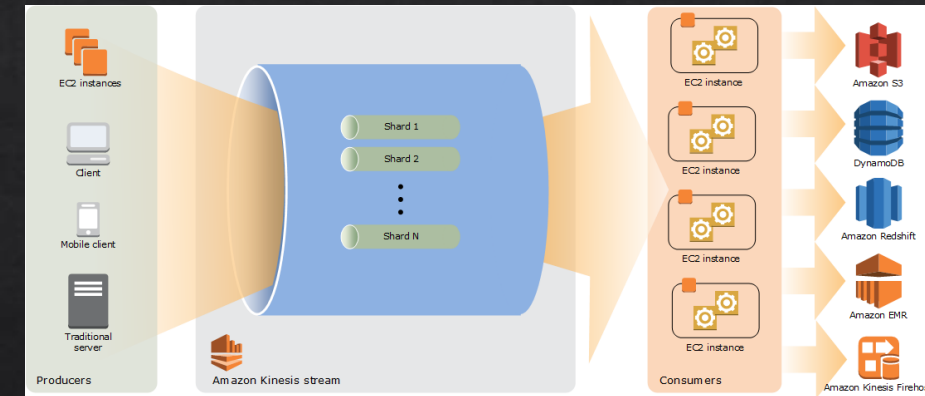 EC2 instances
Client
Mobile client
Traditional
server
Producers
Shard 1
Shard 2
Shard N
Amazon Kinesis stream
EC2 instance
EC2 instance
EC2 instance
EC2 instance
Consumers
Amazon S3
DynamoDB
Amazon Redshift
Amazon EMR
Amazon Kinesis Fireho